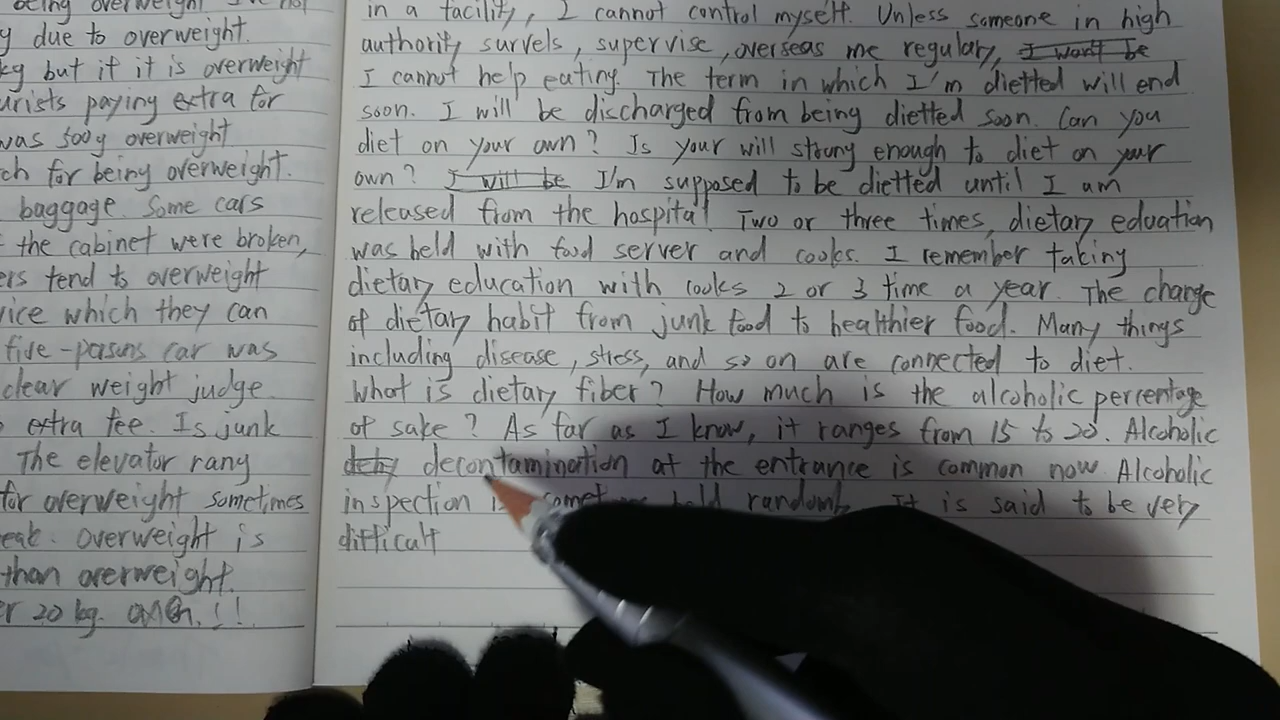 being overweight I've not
y due to overweight.
kg but if it is overweight
urists paying extra for
was 500g overweight
ch for being overweight.
baggage. Some cars
the cabinet were broken,
ers tend to overweight
vice which they can
five-persons car was
clear weight judge
extra fee. Is junk
The elevator rang
for overweight sometimes
eak. Overweight is
than overweight.
er 20 kg.
in a facility, I cannot control myself. Unless someone in high
authority survels, supervise, overseas me regulary, I won't be
I cannot help eating. The term in which I'm dietted will end
soon. I will be discharged from being dietted soon. Can you
diet on your own? Is your will strong enough to diet on your
own? I will be I'm supposed to be dietted until I am
released from the hospital Two or three times, dietary eduation
was held with food server and cooks. I remember taking
dietary education with cooks 2 or 3 time a year. The change
of dietary habit from junk food to healthier food. Many things
including disease, stress, and so on are connected to diet.
What is dietary fiber? How much is the alcoholic percentage
of sake? As far as I know, it ranges from 15 to 20. Alcoholic
decontamination at the entrance is common now. Alcoholic
inspection is held randomly It is said to be very
difficult